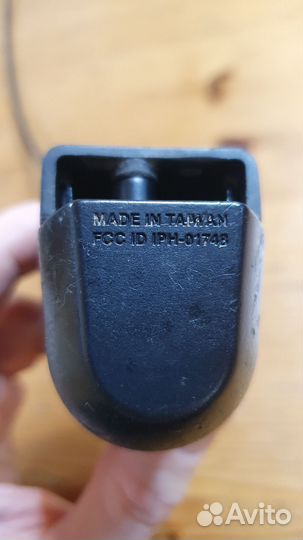 MADE IN TAIWAN
FCC ID IPH-01748
Avito